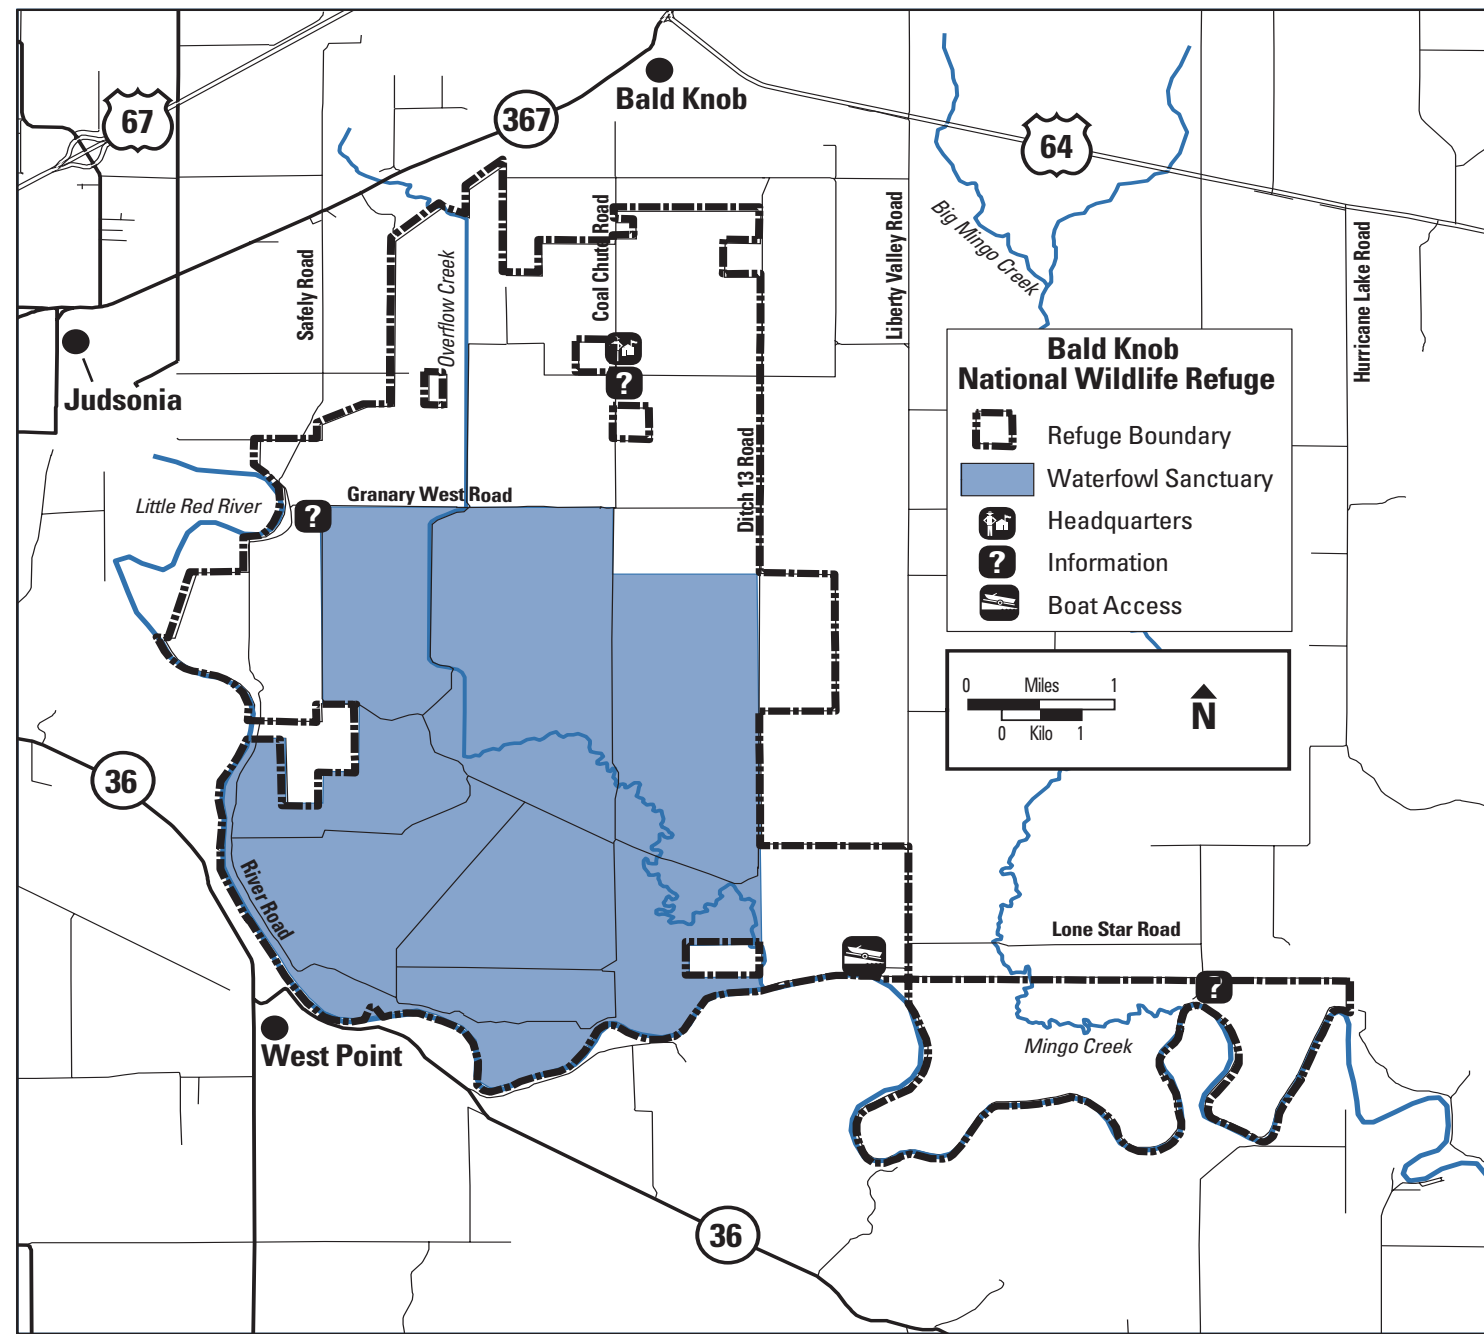 Bald Knob
67
367
64
Big Mingo Creek
Safely Road
Overflow Creek
Coal Chute Road
Liberty Valley Road
Hurricane Lake Road
Judsonia
Bald Knob
National Wildlife Refuge
Refuge Boundary
Waterfowl Sanctuary
Headquarters
?
Information
Boat Access
?
Ditch 13 Road
Little Red River
Granary West Road
?
0 Miles 1
0 Kilo 1
N
36
River Road
Lone Star Road
?
Mingo Creek
West Point
36